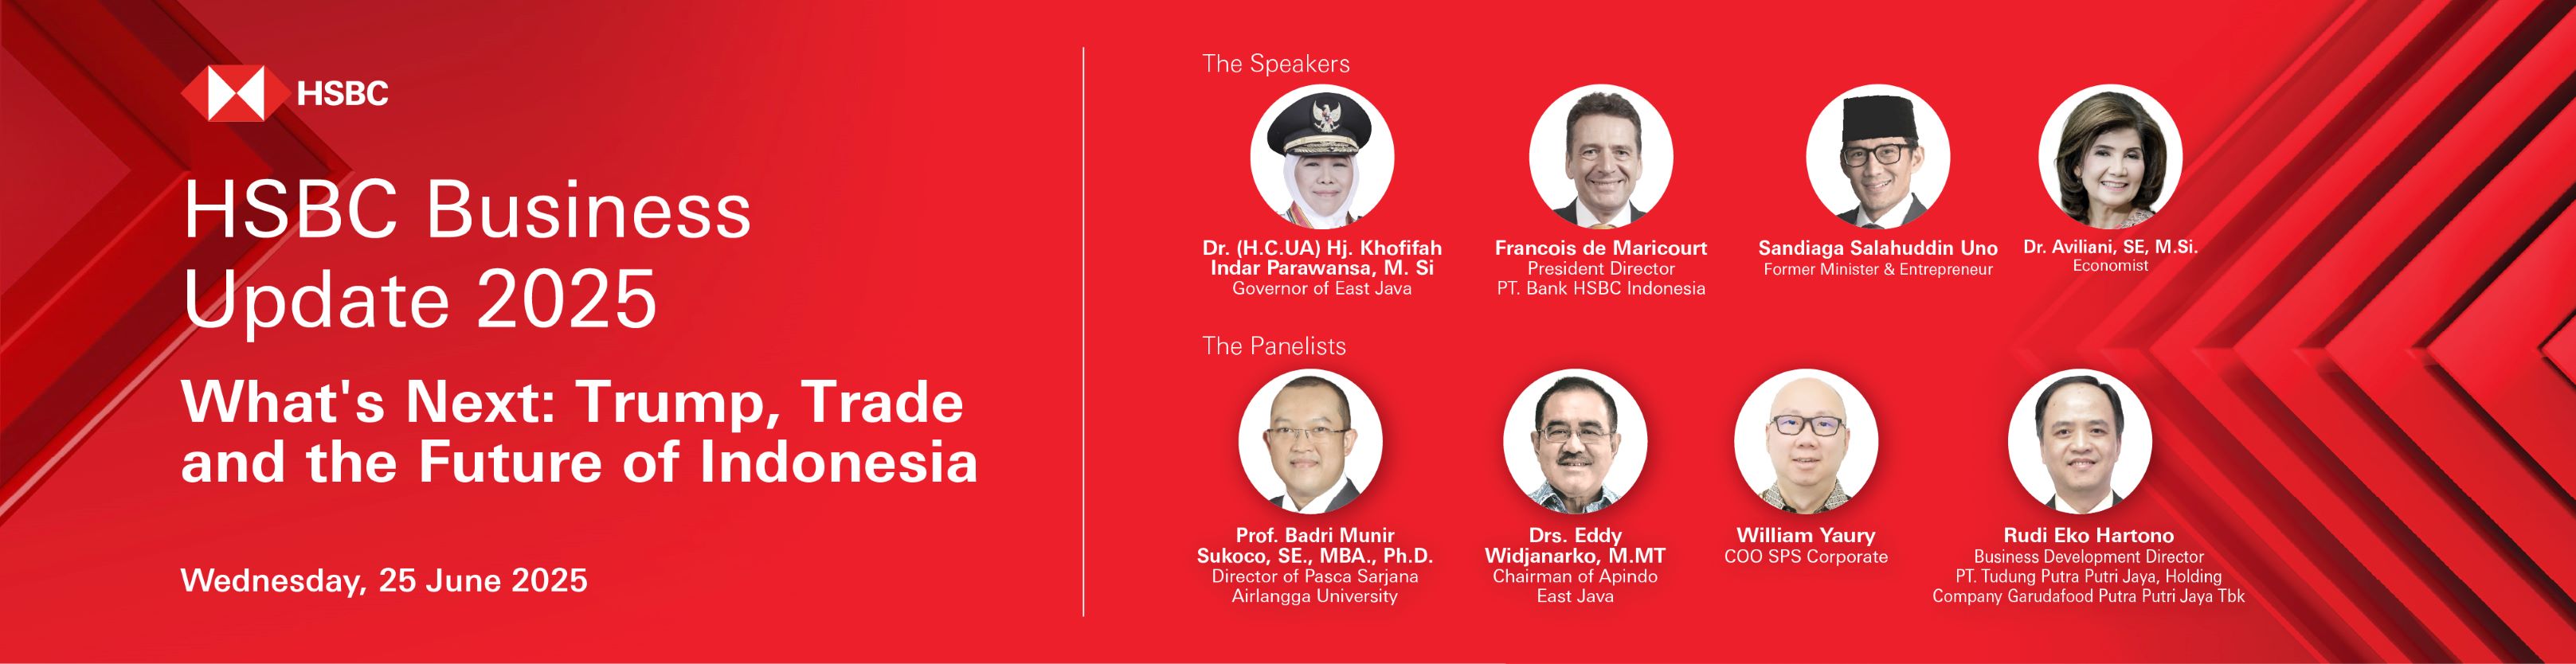 HSBC
HSBC Business
Update 2025
What's Next: Trump, Trade
and the Future of Indonesia
Wednesday, 25 June 2025
The Speakers
Dr. (H.C.UA) Hj. Khofifah
Indar Parawansa, M. Si
Governor of East Java
Francois de Maricourt
President Director
PT. Bank HSBC Indonesia
Sandiaga Salahuddin Uno
Former Minister & Entrepreneur
Dr. Aviliani, SE, M.Si.
Economist
The Panelists
Prof. Badri Munir
Sukoco, SE., MBA., Ph.D.
Director of Pasca Sarjana
Airlangga University
Drs. Eddy
Widjanarko, M.MT
Chairman of Apindo
East Java
William Yaury
COO SPS Corporate
Rudi Eko Hartono
Business Development Director
PT. Tudung Putra Putri Jaya, Holding
Company Garudafood Putra Putri Jaya Tbk